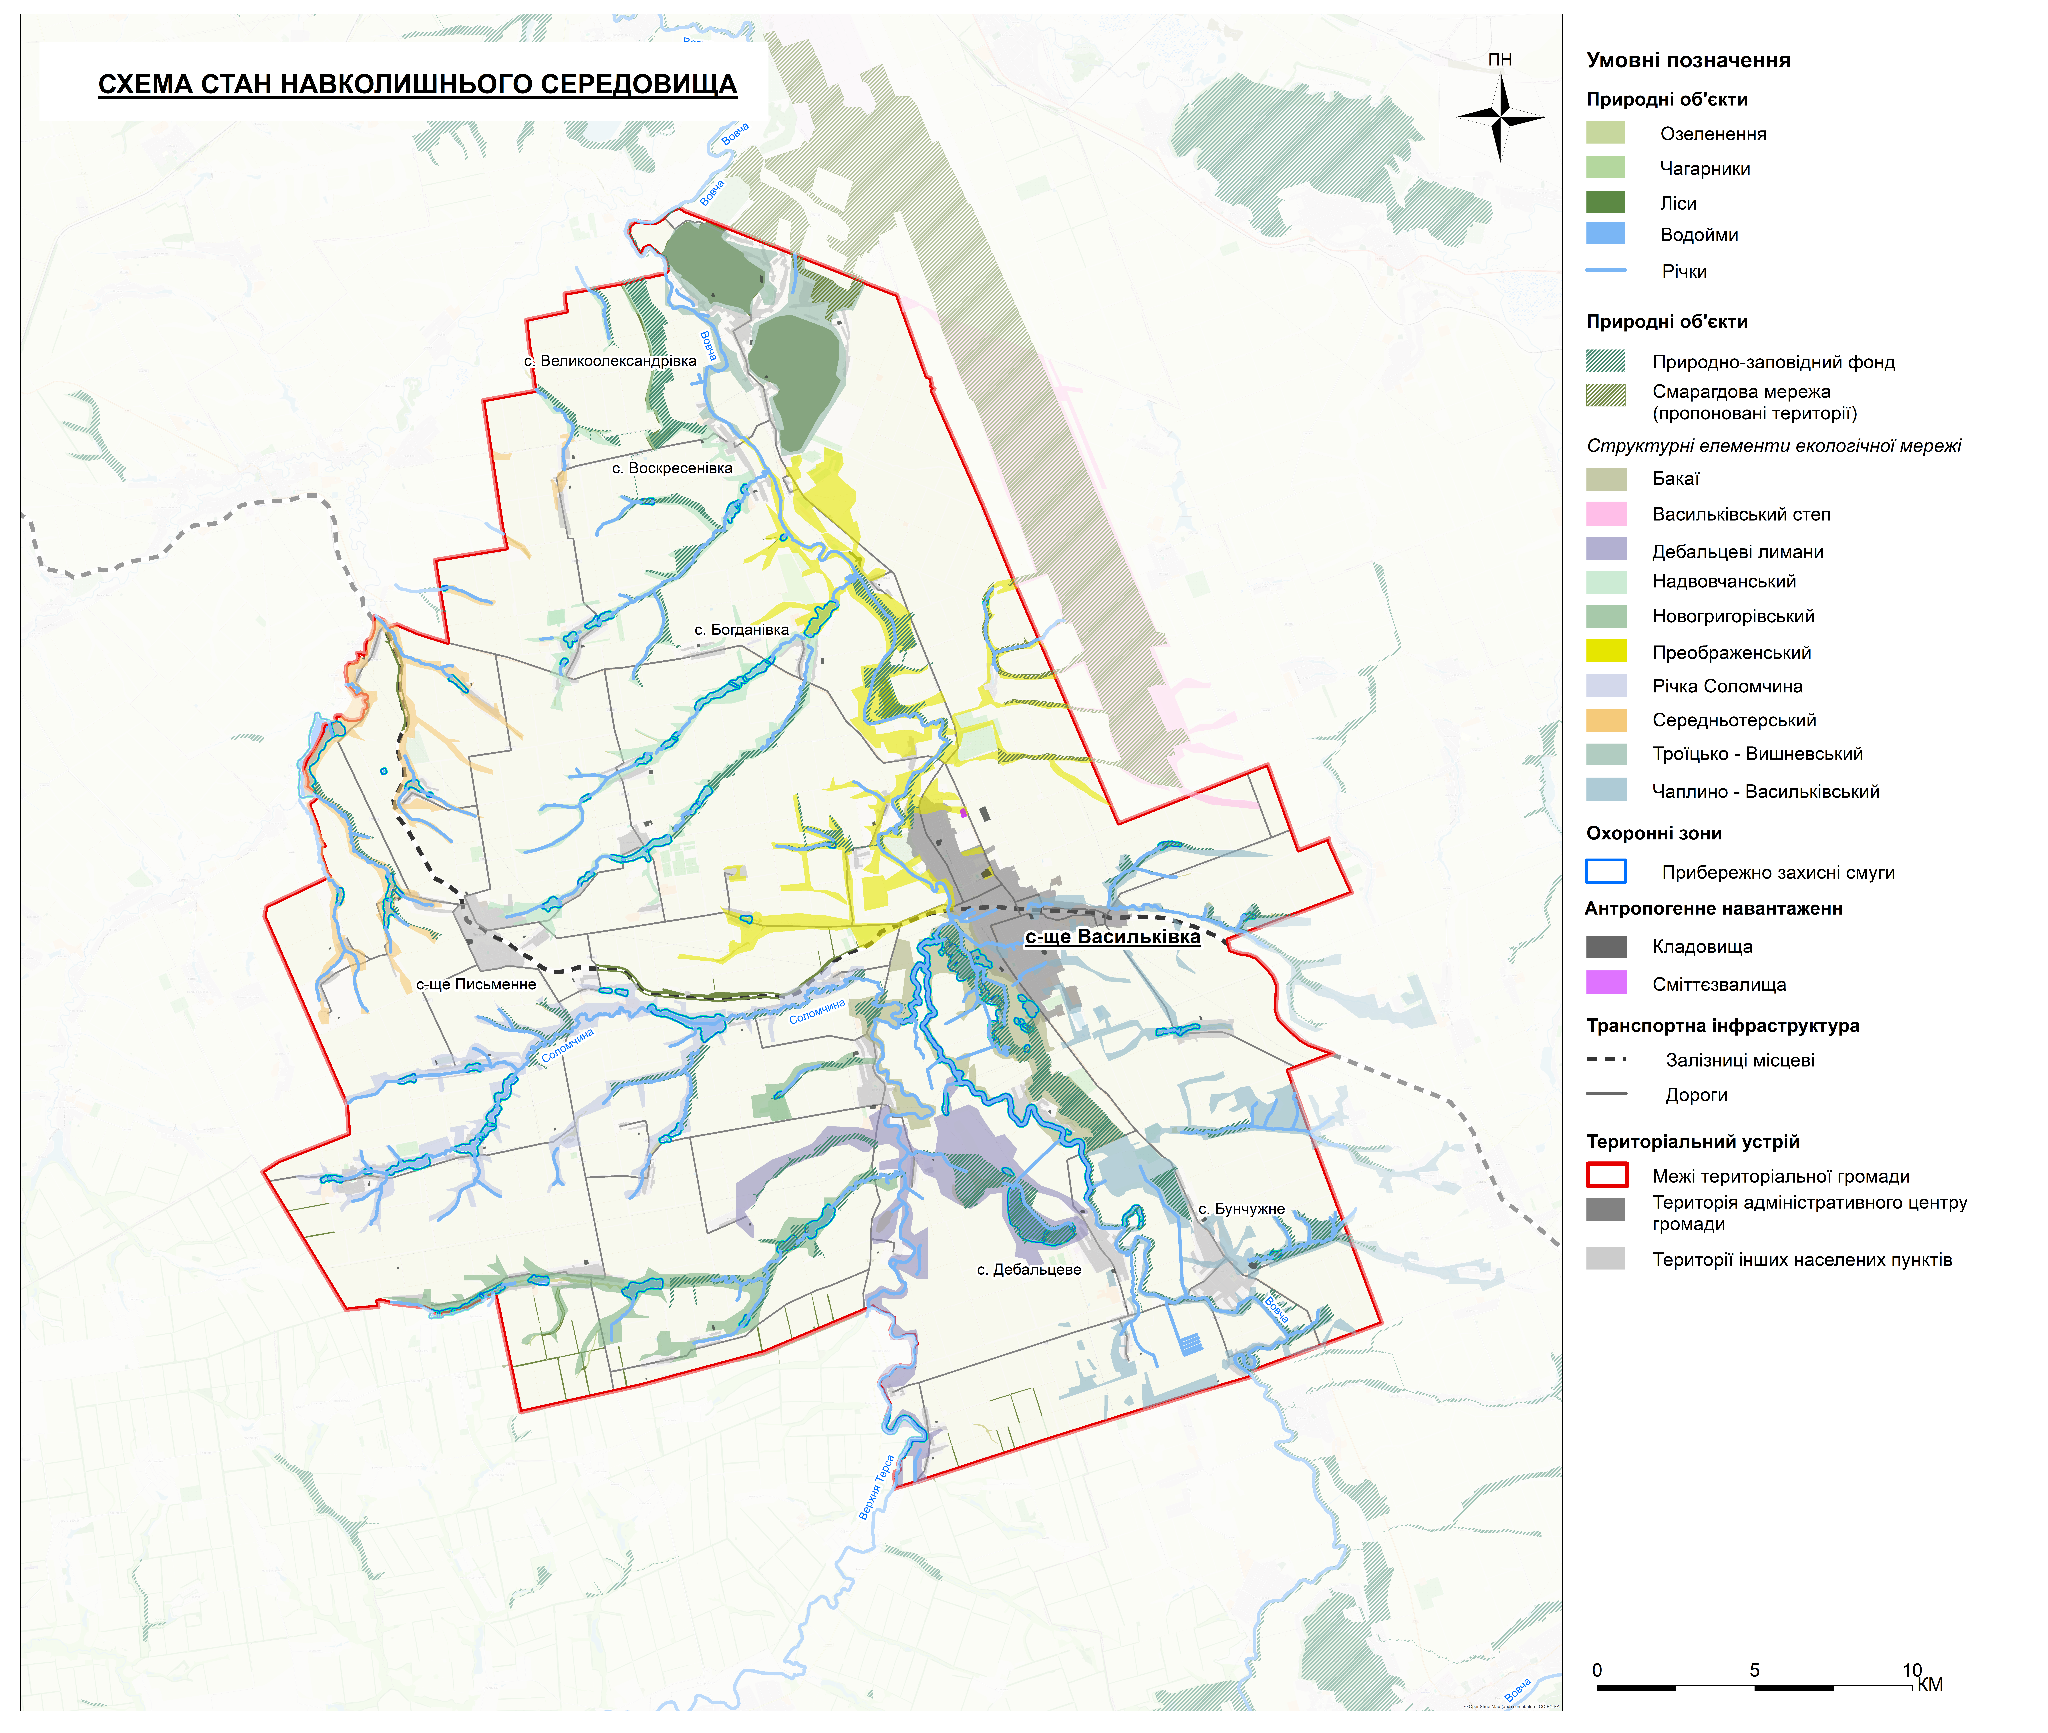 СХЕМА СТАН НАВКОЛИШНЬОГО СЕРЕДОВИЩА
ПН
Вовча
Вовча
Вовча
с. Великоолександрівка
с. Воскресенівка
с. Богданівка
с-ще Васильківка
с-ще Письменне
Соломчина
Соломчина
с. Бунчужне
с. Дебальцеве
Вовча
Верхня Терса
Вовча
Умовні позначення
Природні об'єкти
Озеленення
Чагарники
Ліси
Водойми
Річки
Природні об'єкти
Природно-заповідний фонд
Смарагдова мережа
(пропоновані території)
Структурні елементи екологічної мережі
Бакаї
Васильківський степ
Дебальцеві лимани
Надвовчанський
Новогригорівський
Преображенський
Річка Соломчина
Середньотерський
Троїцько - Вишневський
Чаплино - Васильківський
Охоронні зони
Прибережно захисні смуги
Антропогенне навантаженн
Кладовища
Сміттєзвалища
Транспортна інфраструктура
Залізниці місцеві
Дороги
Територіальний устрій
Межі територіальної громади
Територія адміністративного центру
громади
Території інших населених пунктів
0 5 10
КМ